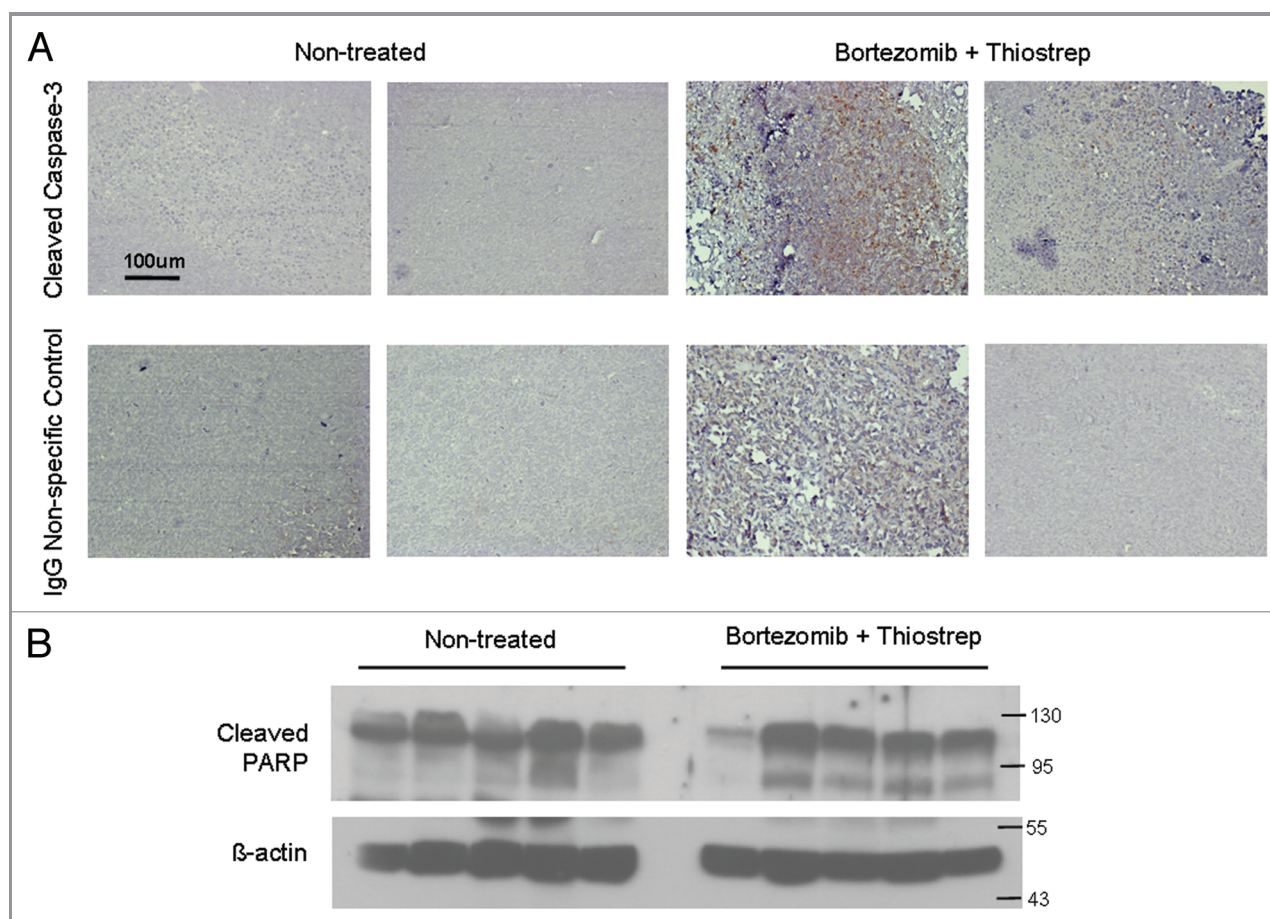 A
Non-treated
Bortezomib + Thiostrep
Cleaved Caspase-3
100um
IgG Non-specific Control
B
Non-treated
Bortezomib + Thiostrep
Cleaved
PARP
130
95
ß-actin
55
43